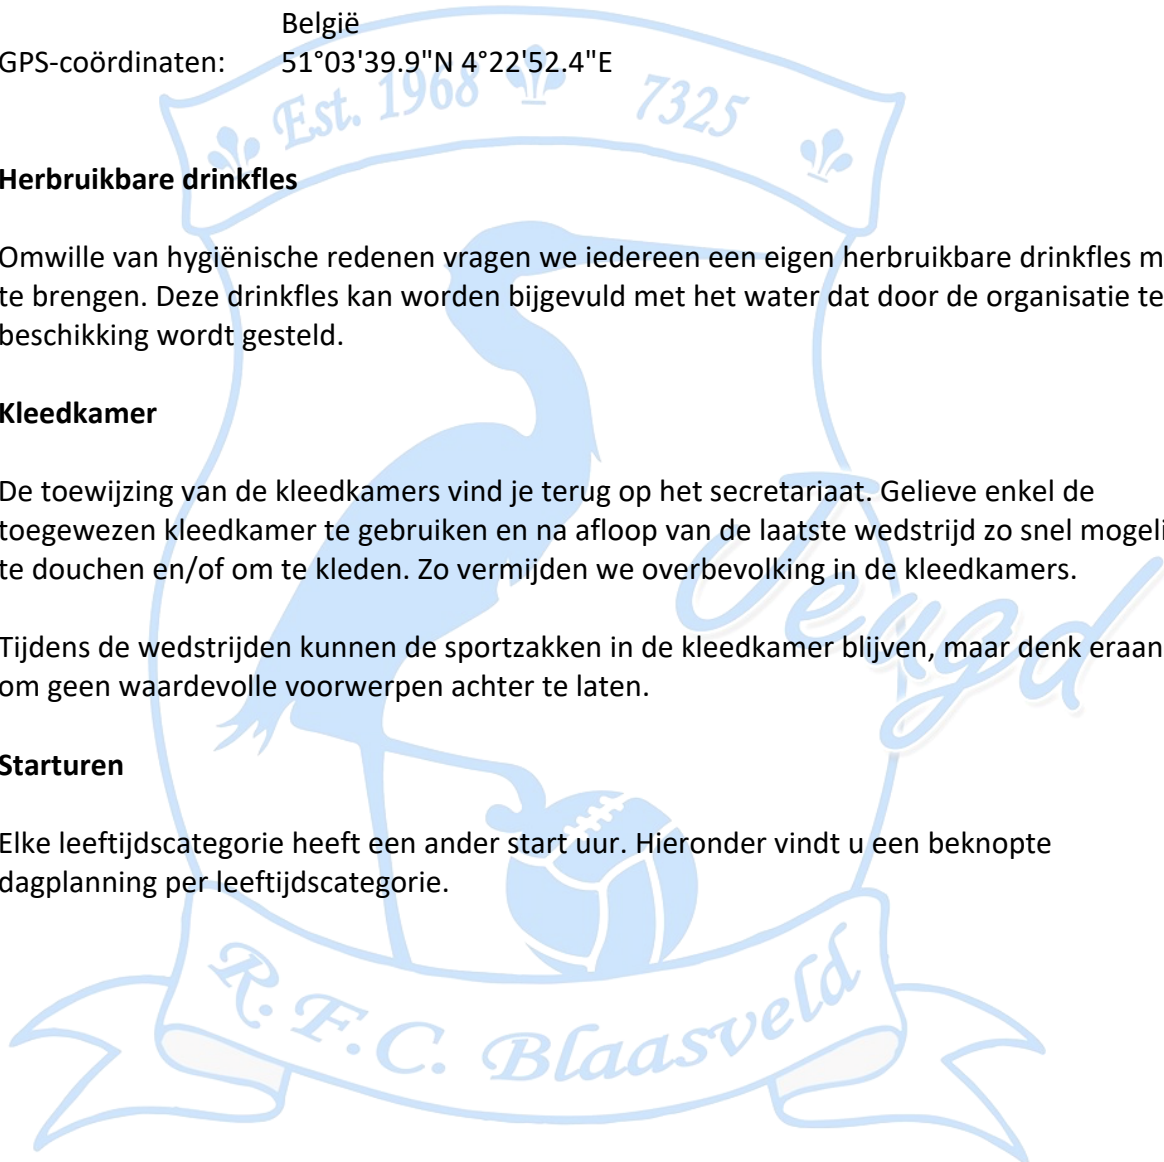 België
GPS-coördinaten: 51°03'39.9"N 4°22'52.4"E
Est. 1968 7325
Herbruikbare drinkfles
Omwille van hygiënische redenen vragen we iedereen een eigen herbruikbare drinkfles m
te brengen. Deze drinkfles kan worden bijgevuld met het water dat door de organisatie te
beschikking wordt gesteld.
Kleedkamer
De toewijzing van de kleedkamers vind je terug op het secretariaat. Gelieve enkel de
toegewezen kleedkamer te gebruiken en na afloop van de laatste wedstrijd zo snel mogeli
te douchen en/of om te kleden. Zo vermijden we overbevolking in de kleedkamers.
Jeugd
Tijdens de wedstrijden kunnen de sportzakken in de kleedkamer blijven, maar denk eraan
om geen waardevolle voorwerpen achter te laten.
Starturen
Elke leeftijdscategorie heeft een ander start uur. Hieronder vindt u een beknopte
dagplanning per leeftijdscategorie.
R.F.C. Blaasveld